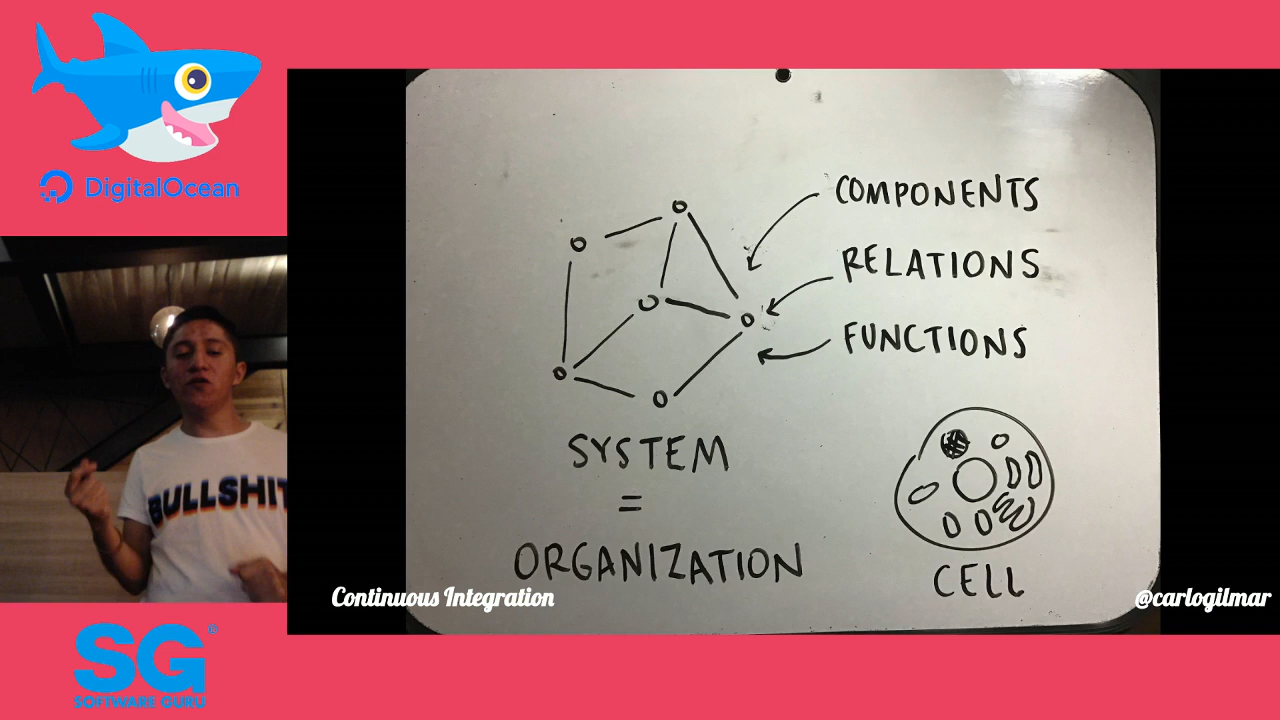 DigitalOcean
BULLSHIT
SG
SOFTWARE GURU
COMPONENTS
RELATIONS
FUNCTIONS
SYSTEM
=
ORGANIZATION
CELL
Continuous Integration
@carlogilmar